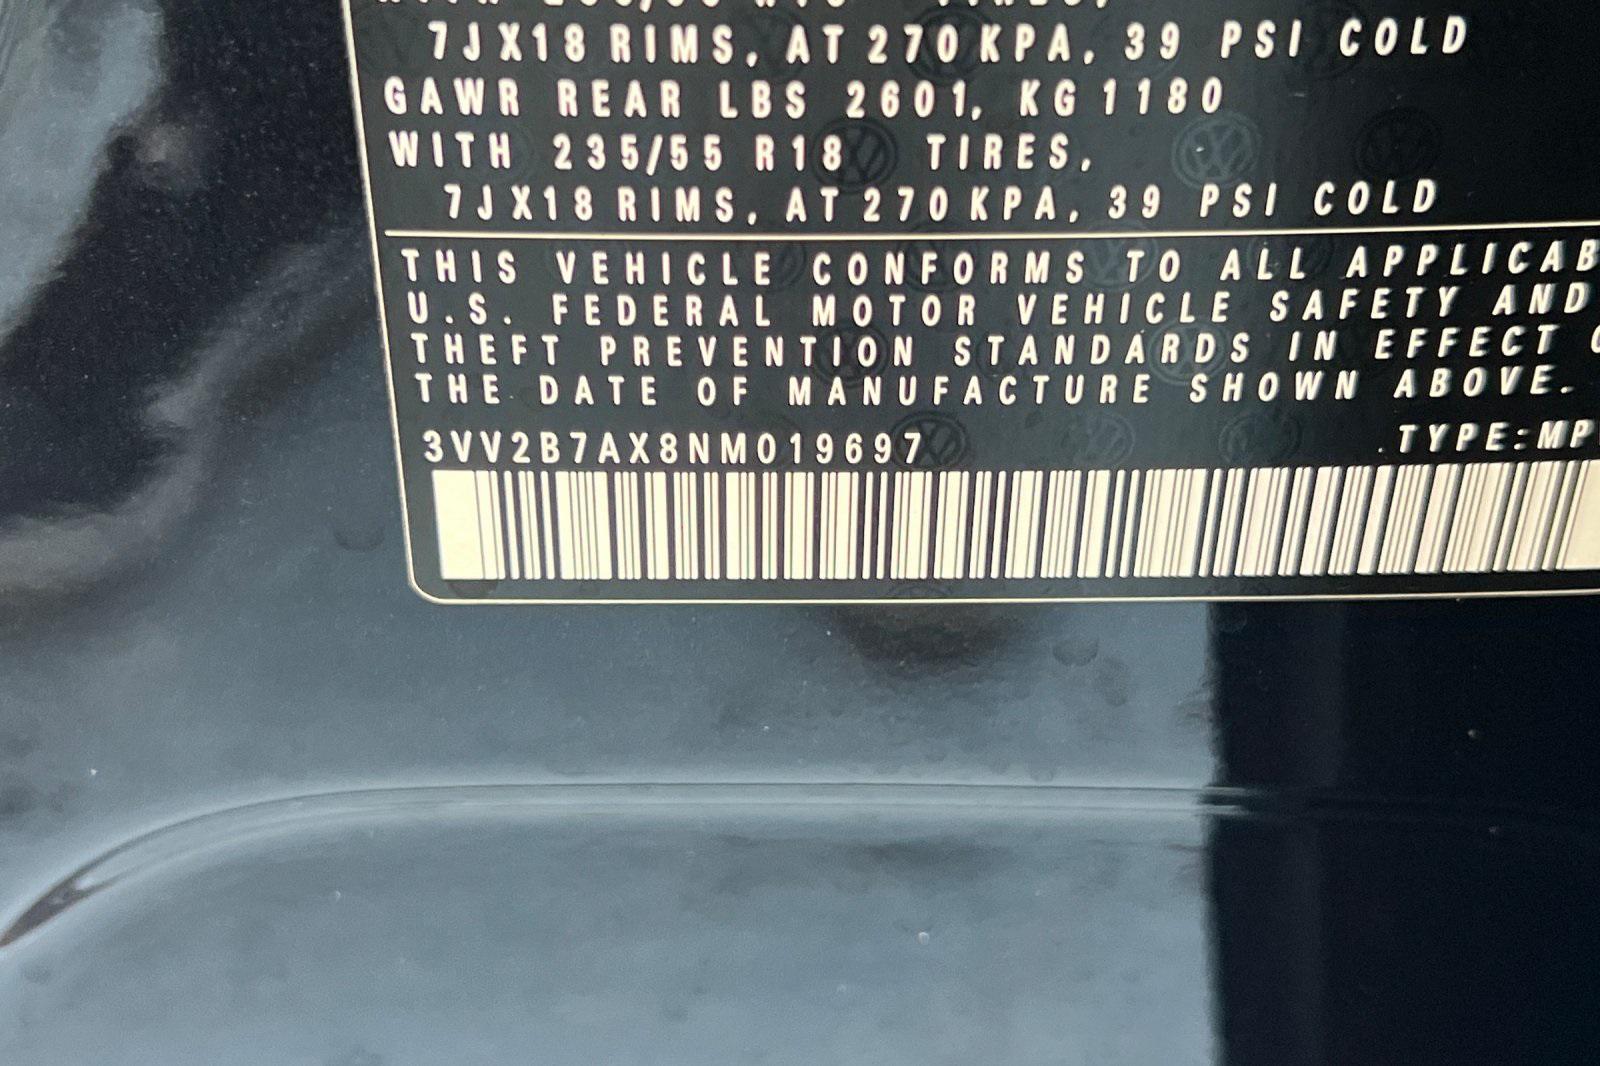 7JX18 RIMS, AT 270 KPA, 39 PSI COLD
GAWR REAR LBS 2601, KG 1180
WITH 235/55 R18 TIRES,
7JX18 RIMS, AT 270 KPA, 39 PSI COLD
THIS VEHICLE CONFORMS TO ALL APPLICAB
U.S. FEDERAL MOTOR VEHICLE SAFETY AND
THEFT PREVENTION STANDARDS IN EFFECT
THE DATE OF MANUFACTURE SHOWN ABOVE.
3VV2B7AX8NM019697 TYPE:MP